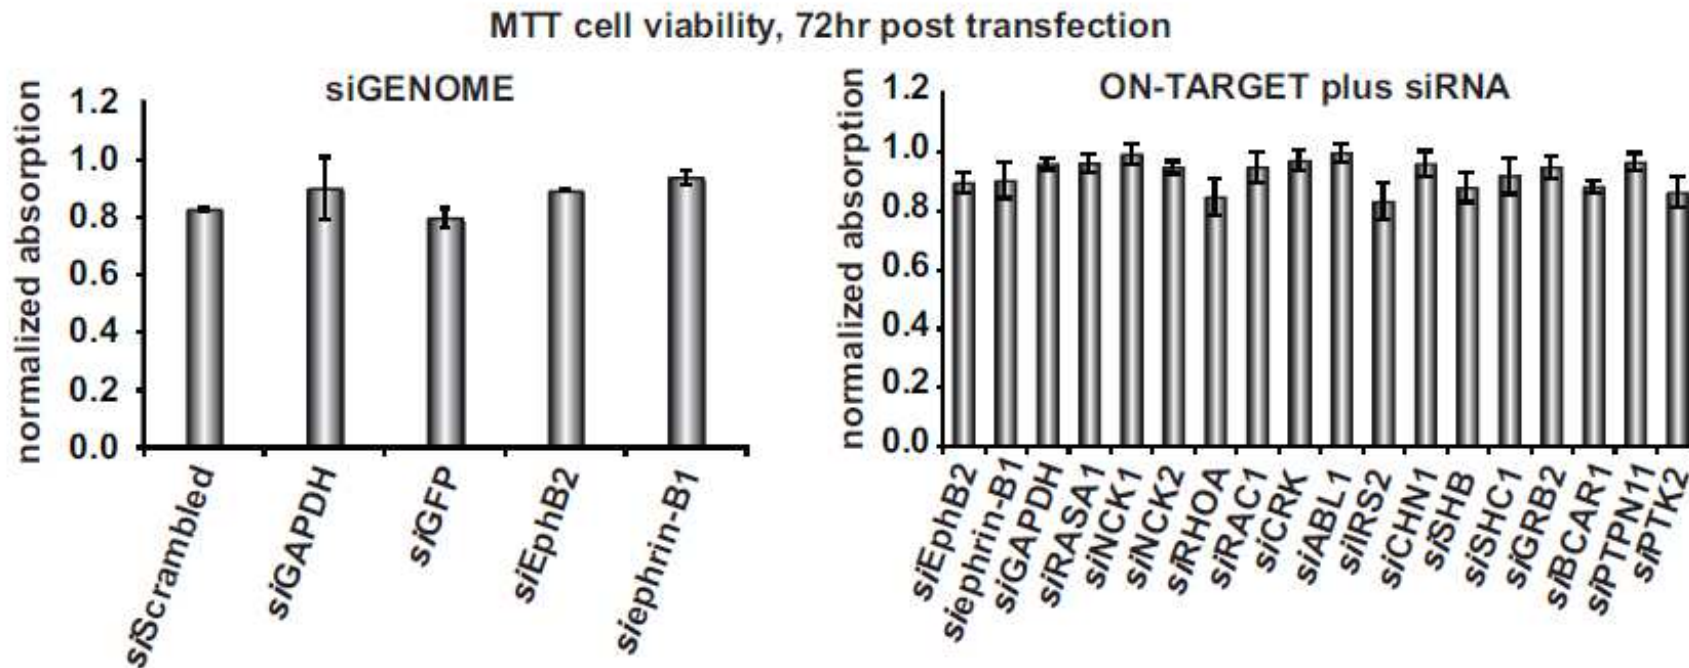 MTT cell viability, 72hr post transfection
siGENOME
normalized absorption
1.2
1.0
0.8
0.6
0.4
0.2
0.0
siScrambled
siGAPDH
siGFP
siEphB2
siephrin-B1
ON-TARGET plus siRNA
normalized absorption
1.2
1.0
0.8
0.6
0.4
0.2
0.0
siEphB2
siephrin-B1
siGAPDH
siRASA1
siNCK1
siNCK2
siRHOA
siRAC1
siCRK
siABL1
siIRS2
siCHN1
siSHB
siSHC1
siGRB2
siBCAR1
siPTPN11
siPTK2